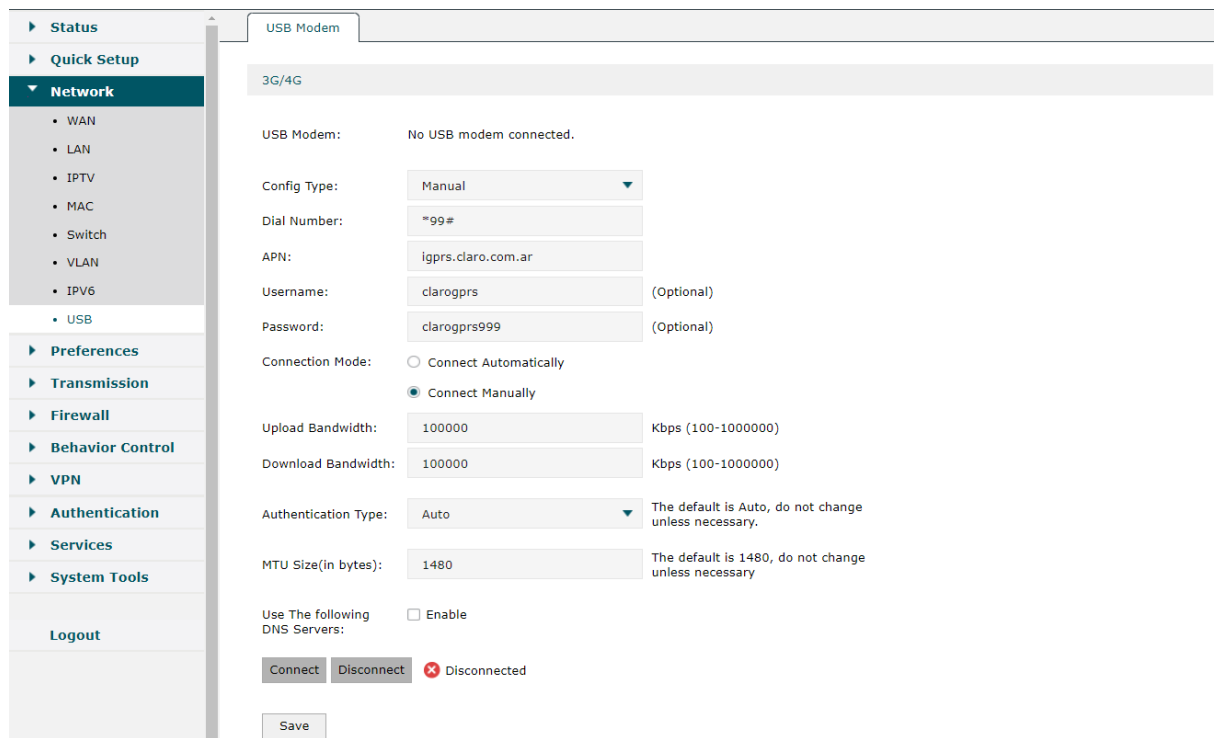 Status
Quick Setup
Network
WAN
LAN
IPTV
MAC
Switch
VLAN
IPV6
USB
Preferences
Transmission
Firewall
Behavior Control
VPN
Authentication
Services
System Tools
Logout
USB Modem
3G/4G
USB Modem: No USB modem connected.
Config Type: Manual
Dial Number: *99#
APN: igprs.claro.com.ar
Username: clarogprs (Optional)
Password: clarogprs999 (Optional)
Connection Mode: Connect Automatically
Connect Manually
Upload Bandwidth: 100000 Kbps (100-1000000)
Download Bandwidth: 100000 Kbps (100-1000000)
Authentication Type: Auto The default is Auto, do not change
unless necessary.
MTU Size(in bytes): 1480 The default is 1480, do not change
unless necessary
Use The following
DNS Servers: Enable
Connect Disconnect Disconnected
Save